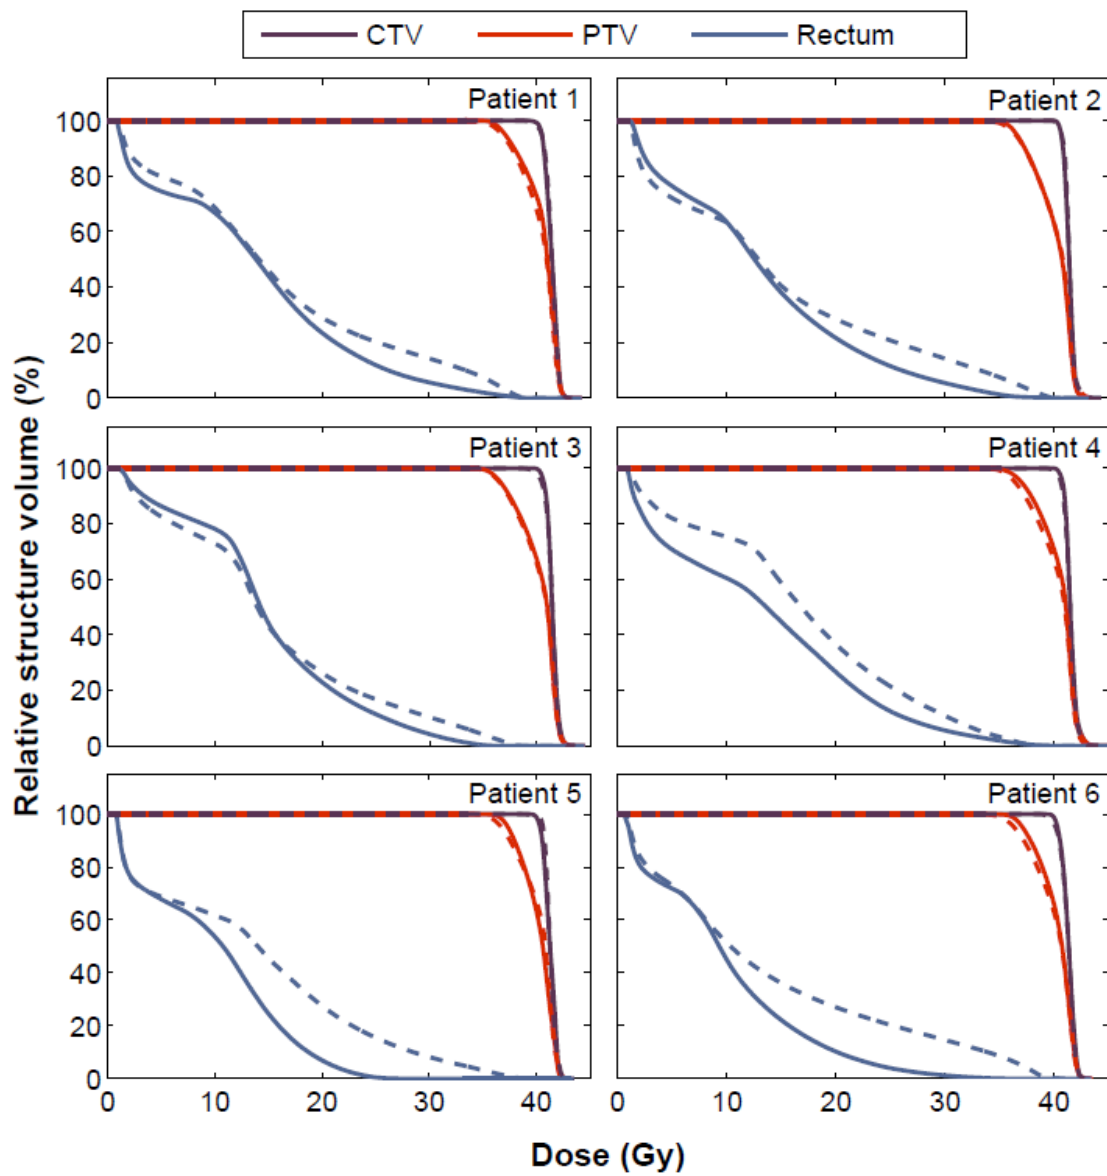 CTV PTV Rectum
Relative structure volume (%)
Patient 1
100
80
60
40
20
0
Patient 2
Patient 3
100
80
60
40
20
0
Patient 4
Patient 5
100
80
60
40
20
0
0 10 20 30 40
Patient 6
0 10 20 30 40
Dose (Gy)